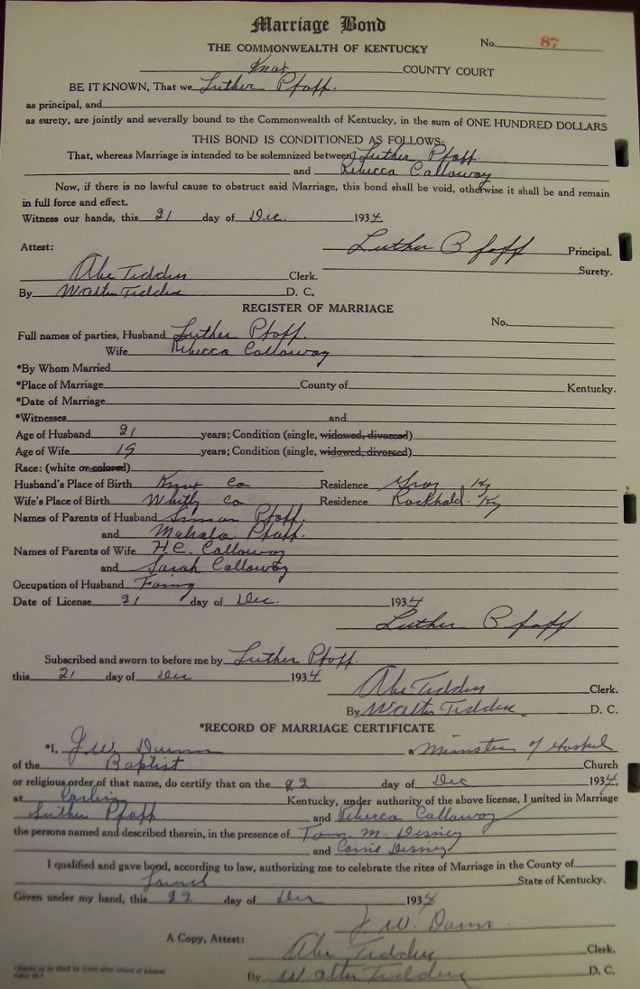 Marriage Bond
THE COMMONWEALTH OF KENTUCKY No. 87
Knox COUNTY COURT
BE IT KNOWN, That we Luther Pfaff.
as principal, and
as surety, are jointly and severally bound to the Commonwealth of Kentucky, in the sum of ONE HUNDRED DOLLARS
THIS BOND IS CONDITIONED AS FOLLOWS:
That, whereas Marriage is intended to be solemnized between Luther Pfaff.
and Rebecca Calloway
Now, if there is no lawful cause to obstruct said Marriage, this bond shall be void, otherwise it shall be and remain
in full force and effect.
Witness our hands, this 21 day of Dec. 1934
Attest: Luther Pfaff Principal.
Abe Tedders Clerk. Surety.
By Walter Tedders D. C.
REGISTER OF MARRIAGE
No.
Full names of parties, Husband Luther Pfaff.
Wife Rebecca Calloway
*By Whom Married
*Place of Marriage County of Kentucky.
*Date of Marriage
*Witnesses and
Age of Husband 21 years; Condition (single, widowed, divorced)
Age of Wife 19 years; Condition (single, widowed, divorced)
Race: (white or colored)
Husband's Place of Birth Knox Co Residence Gray Ky
Wife's Place of Birth Whitly Co Residence Rockhold. Ky
Names of Parents of Husband Simon Pfaff.
and Mahala Pfaff.
Names of Parents of Wife H.C. Calloway
and Sarah Calloway
Occupation of Husband
Date of License 21 day of Dec. 1934
Luther Pfaff
Subscribed and sworn to before me by Luther Pfaff
this 21 day of Dec 1934.
Abe Tedders Clerk.
By Walter Tedders. D. C.
*RECORD OF MARRIAGE CERTIFICATE
*I, J.W. Dunn a Minister of Gospel
of the Baptist Church
or religious order of that name, do certify that on the 22 day of Dec 1934.
at Corbin Kentucky, under authority of the above license, I united in Marriage
Luther Pfaff and Rebecca Calloway
the persons named and described therein, in the presence of Tom M. Disney
and Disney
I qualified and gave bond, according to law, authorizing me to celebrate the rites of Marriage in the County of
Laurel State of Kentucky.
Given under my hand, this 22 day of Dec 1934
J. W. Dunn.
A Copy, Attest: Abe Tedders Clerk.
By Walter Tedders D. C.